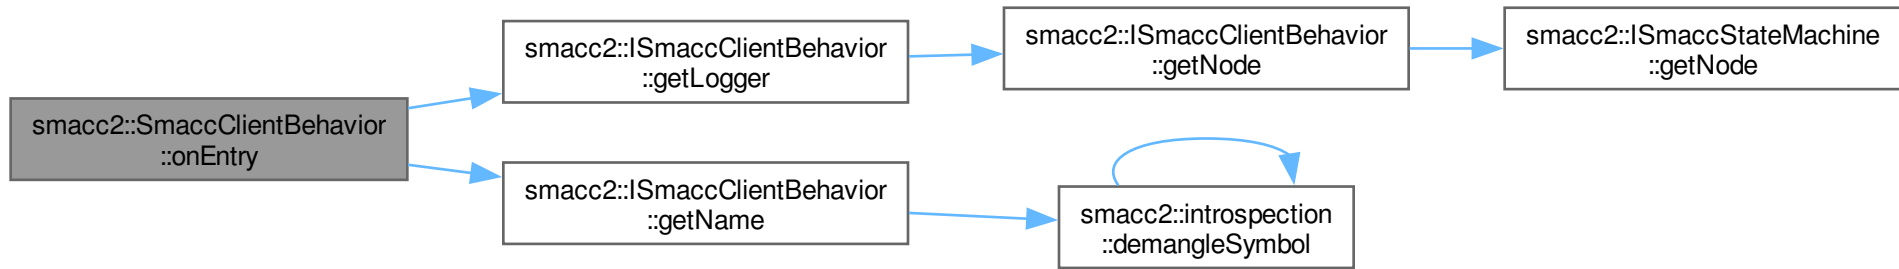 smacc2::SmaccClientBehavior
::onEntry
smacc2::ISmaccClientBehavior
::getLogger
smacc2::ISmaccClientBehavior
::getNode
smacc2::ISmaccStateMachine
::getNode
smacc2::ISmaccClientBehavior
::getName
smacc2::introspection
::demangleSymbol